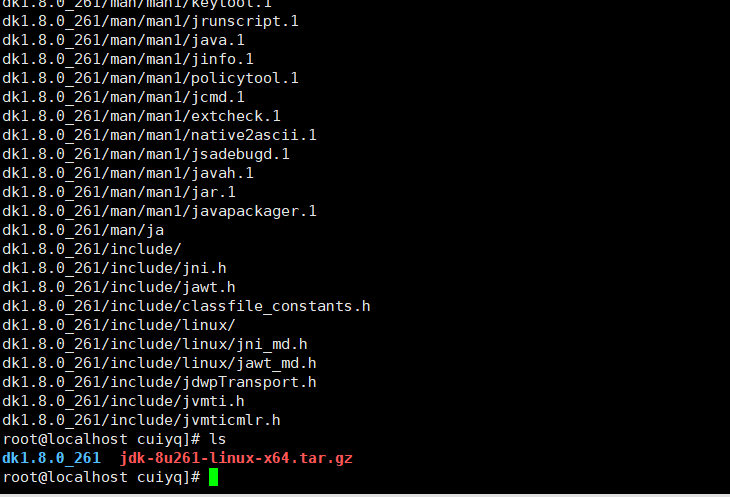 dk1.8.0_261/man/man1/keytool.1
dk1.8.0_261/man/man1/jrunscript.1
dk1.8.0_261/man/man1/java.1
dk1.8.0_261/man/man1/jinfo.1
dk1.8.0_261/man/man1/policytool.1
dk1.8.0_261/man/man1/jcmd.1
dk1.8.0_261/man/man1/extcheck.1
dk1.8.0_261/man/man1/native2ascii.1
dk1.8.0_261/man/man1/jsadebugd.1
dk1.8.0_261/man/man1/javah.1
dk1.8.0_261/man/man1/jar.1
dk1.8.0_261/man/man1/javapackager.1
dk1.8.0_261/man/ja
dk1.8.0_261/include/
dk1.8.0_261/include/jni.h
dk1.8.0_261/include/jawt.h
dk1.8.0_261/include/classfile_constants.h
dk1.8.0_261/include/linux/
dk1.8.0_261/include/linux/jni_md.h
dk1.8.0_261/include/linux/jawt_md.h
dk1.8.0_261/include/jdwpTransport.h
dk1.8.0_261/include/jvmti.h
dk1.8.0_261/include/jvmticmlr.h
root@localhost cuiyq]# ls
dk1.8.0_261  jdk-8u261-linux-x64.tar.gz
root@localhost cuiyq]#